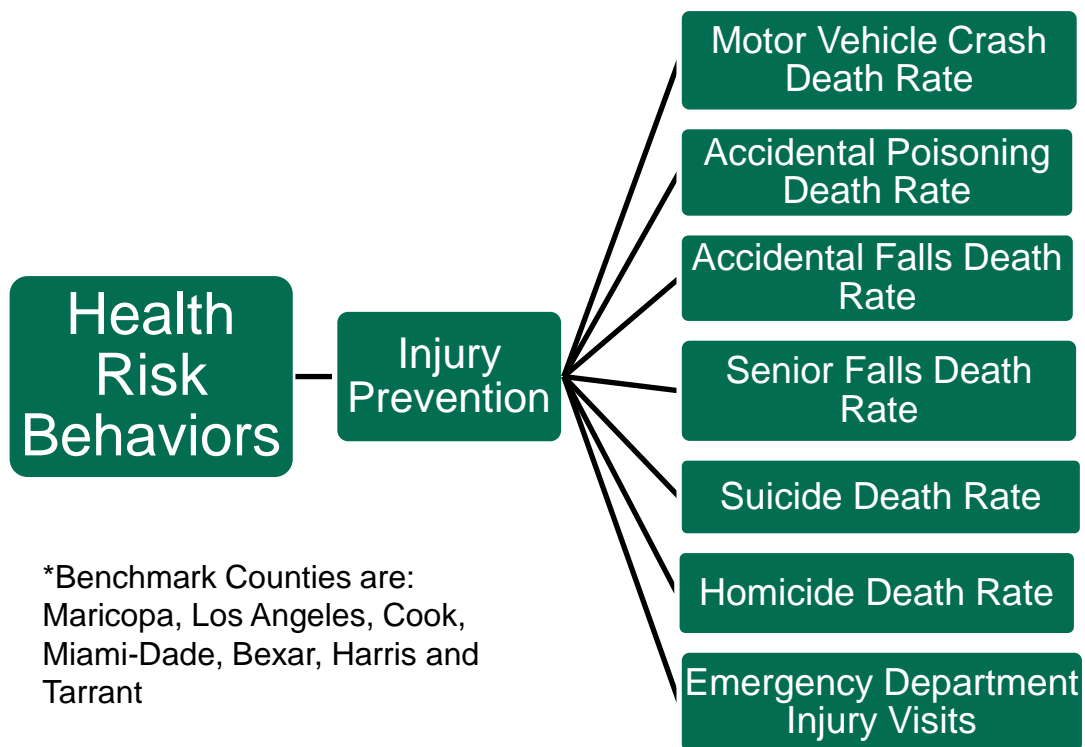 Health
Risk
Behaviors
Injury
Prevention
Motor Vehicle Crash
Death Rate
Accidental Poisoning
Death Rate
Accidental Falls Death
Rate
Senior Falls Death
Rate
Suicide Death Rate
Homicide Death Rate
Emergency Department
Injury Visits
*Benchmark Counties are:
Maricopa, Los Angeles, Cook,
Miami-Dade, Bexar, Harris and
Tarrant